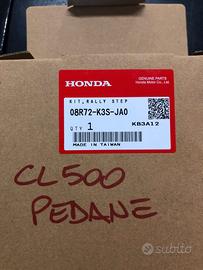 HONDA
GENUINE PARTS
Honda Motor Co., Ltd.
KIT, RALLY STEP
08R72-K3S-JA0
QTY 1
KB3A12
MADE IN TAIWAN
CL500
PEDANE
subito